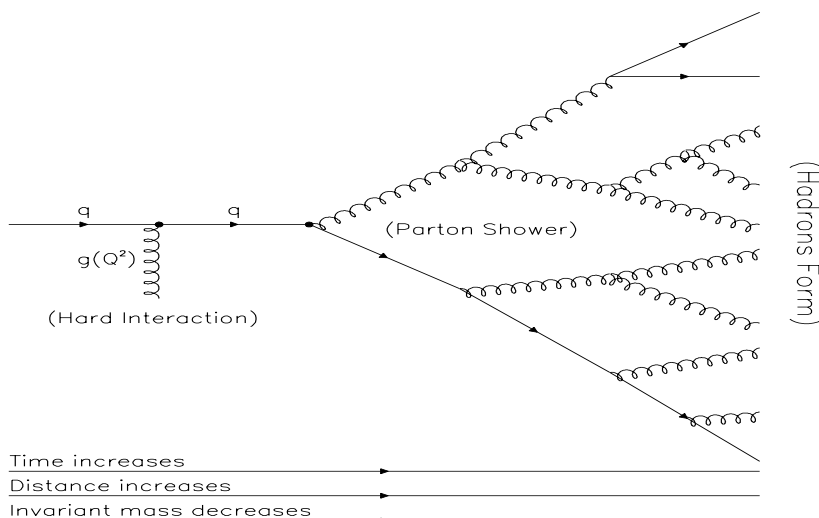 q
q
g(Q²)
(Parton Shower)
(Hard Interaction)
(Hadrons Form)
Time increases
Distance increases
Invariant mass decreases